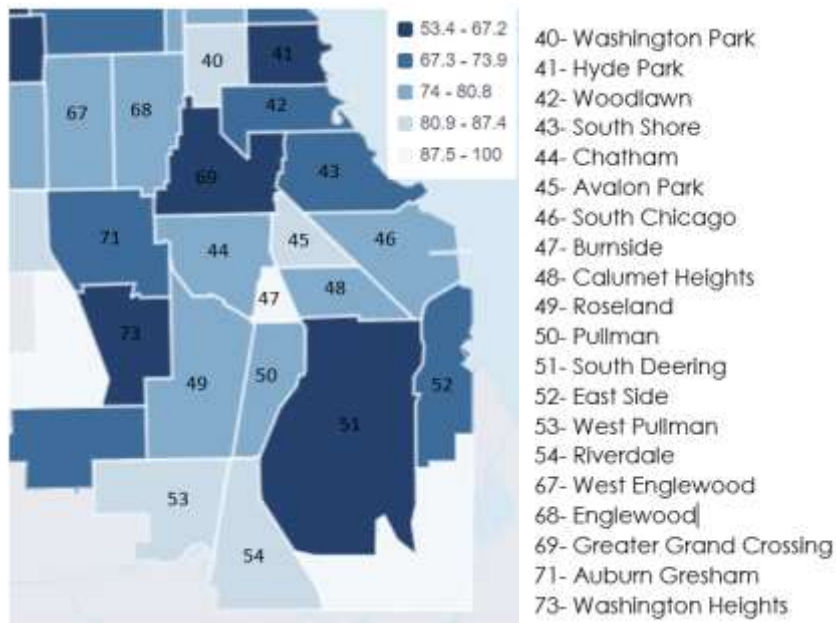 53.4 - 67.2
67.3 - 73.9
74 - 80.8
80.9 - 87.4
87.5 - 100
40
41
42
67
68
69
43
71
44
45
46
47
48
73
49
50
51
52
53
54
40- Washington Park
41- Hyde Park
42- Woodlawn
43- South Shore
44- Chatham
45- Avalon Park
46- South Chicago
47- Burnside
48- Calumet Heights
49- Roseland
50- Pullman
51- South Deering
52- East Side
53- West Pullman
54- Riverdale
67- West Englewood
68- Englewood
69- Greater Grand Crossing
71- Auburn Gresham
73- Washington Heights